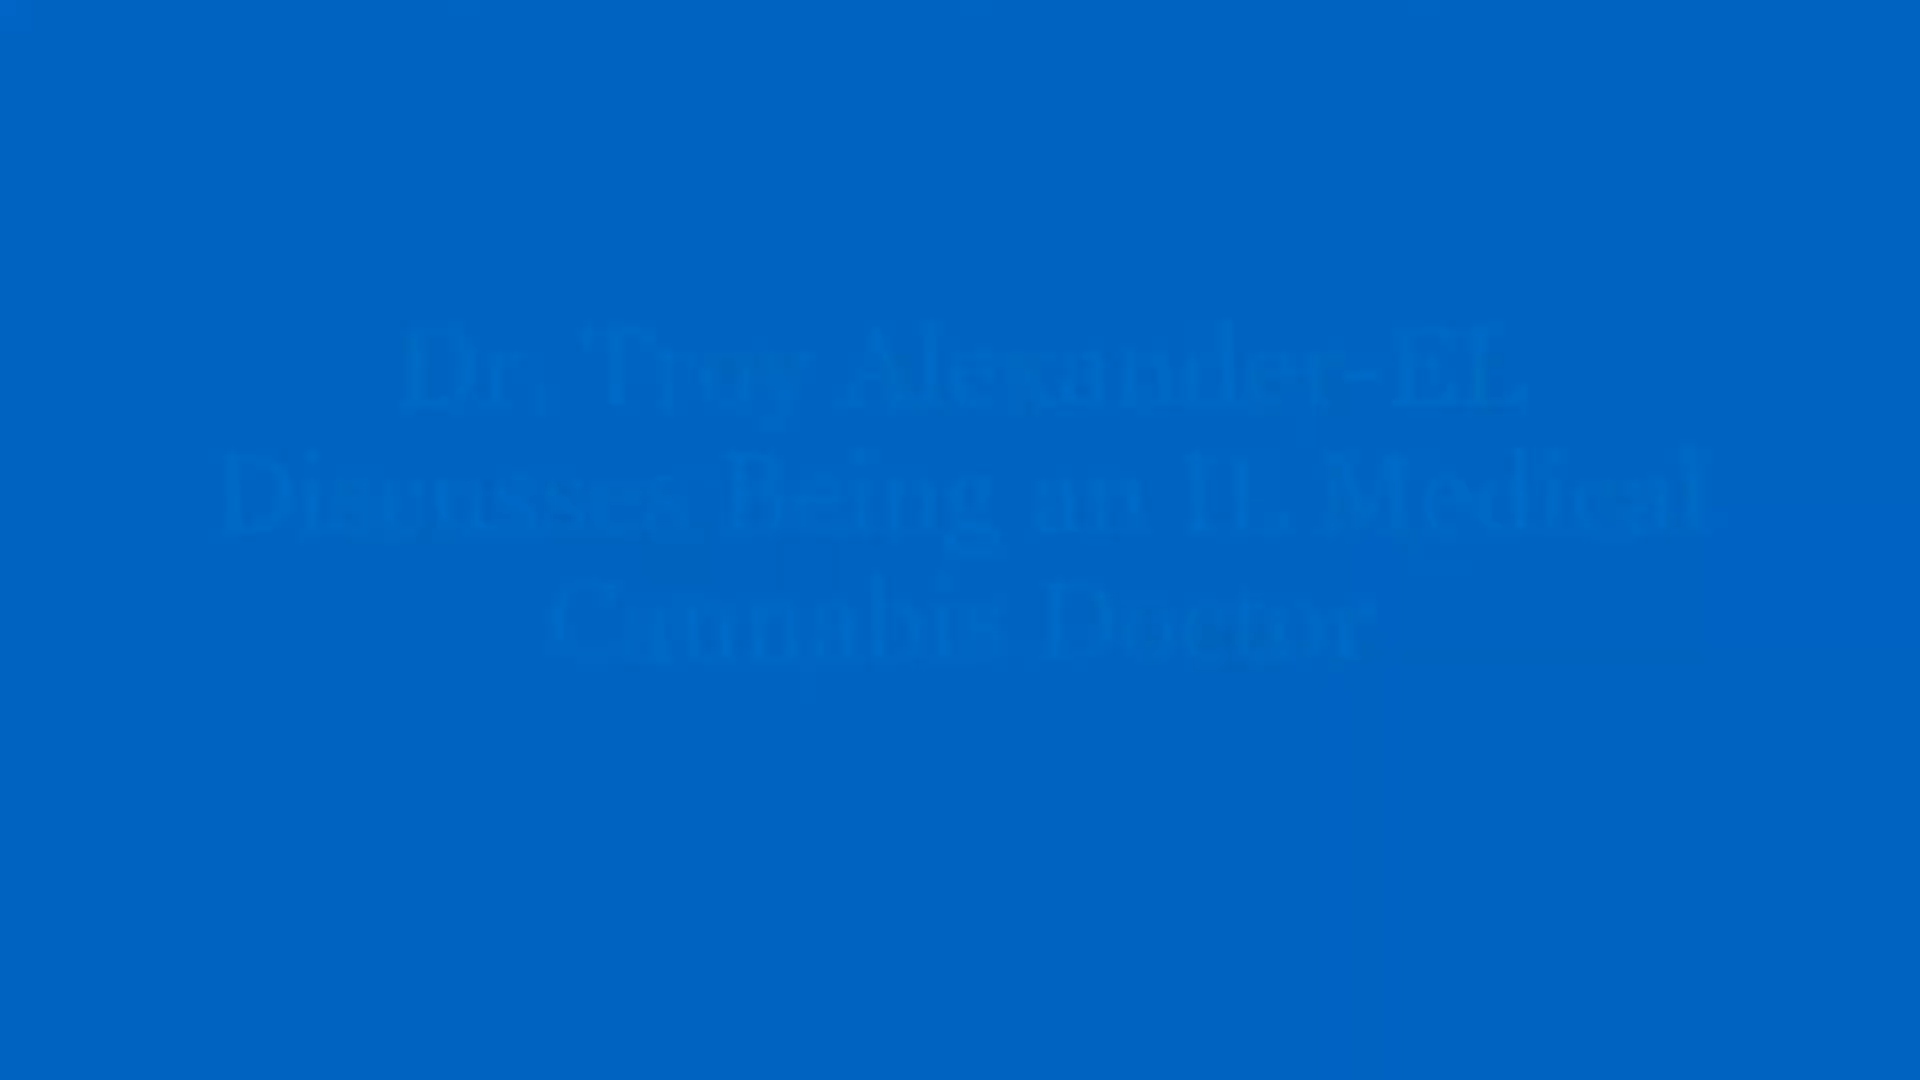 Dr. Troy Alexander-EL
Discusses Being an IL Medical
Cannabis Doctor